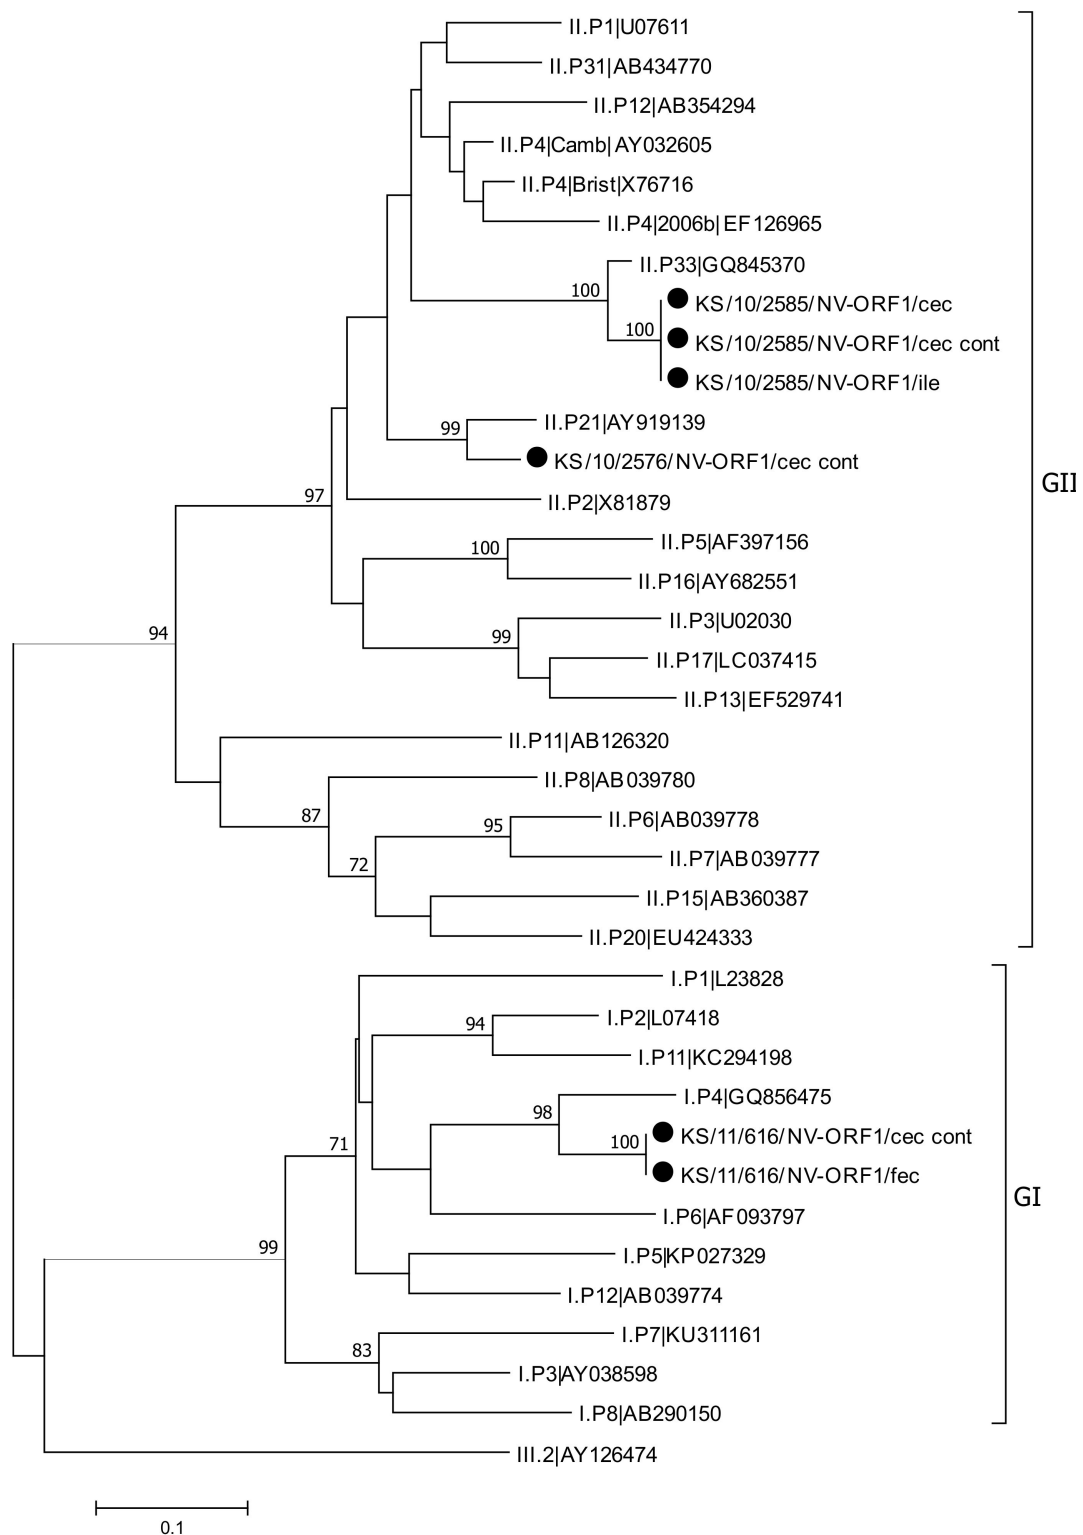 II.P1|U07611
II.P31|AB434770
II.P12|AB354294
II.P4|Camb|AY032605
II.P4|Brist|X76716
II.P4|2006b|EF126965
II.P33|GQ845370
100
KS/10/2585/NV-ORF1/cec
100
KS/10/2585/NV-ORF1/cec cont
KS/10/2585/NV-ORF1/ile
II.P21|AY919139
99
KS/10/2576/NV-ORF1/cec cont
GII
97
II.P2|X81879
II.P5|AF397156
100
II.P16|AY682551
II.P3|U02030
94
99
II.P17|LC037415
II.P13|EF529741
II.P11|AB126320
II.P8|AB039780
87
II.P6|AB039778
95
II.P7|AB039777
72
II.P15|AB360387
II.P20|EU424333
I.P1|L23828
I.P2|L07418
94
I.P11|KC294198
I.P4|GQ856475
98
KS/11/616/NV-ORF1/cec cont
71
100
KS/11/616/NV-ORF1/fec
GI
I.P6|AF093797
99
I.P5|KP027329
I.P12|AB039774
I.P7|KU311161
83
I.P3|AY038598
I.P8|AB290150
III.2|AY126474
0.1